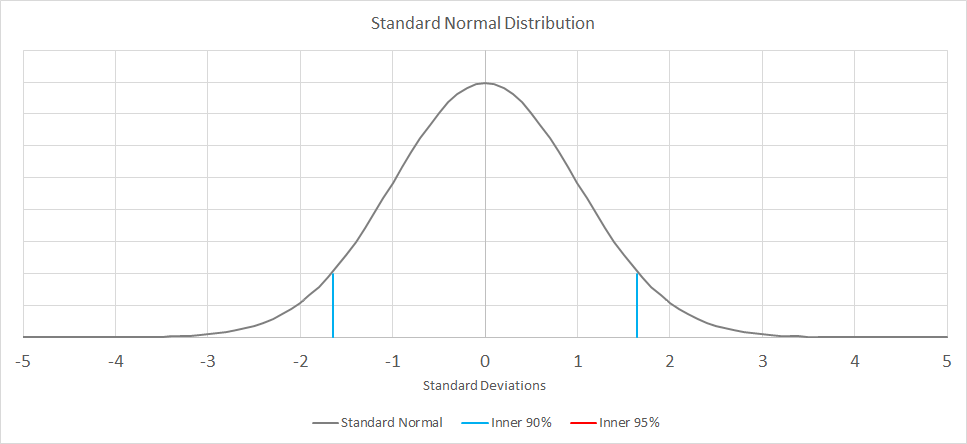 Standard Normal Distribution
-5 -4 -3 -2 -1 0 1 2 3 4 5
Standard Deviations
Standard Normal Inner 90% Inner 95%